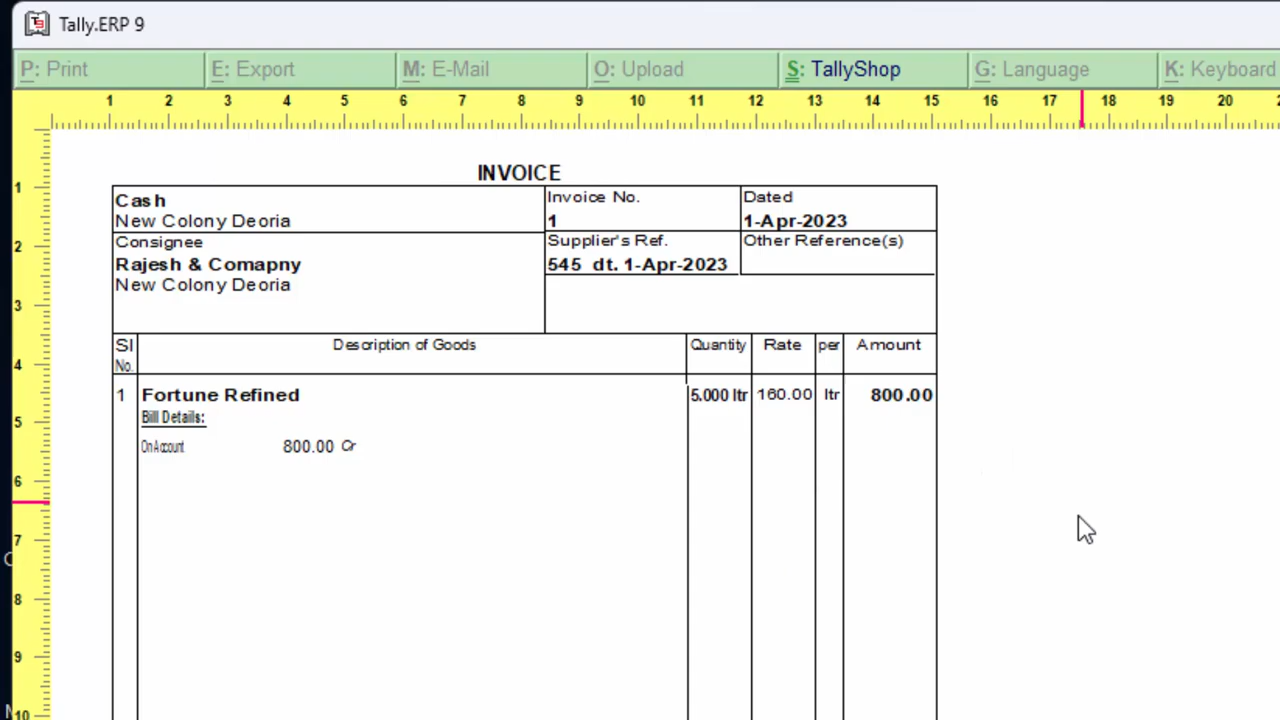 Tally.ERP 9
P: Print E: Export M: E-Mail O: Upload S: TallyShop G: Language K: Keyboard
1 2 3 4 5 6 7 8 9 10 11 12 13 14 15 16 17 18 19 20
INVOICE
Cash
New Colony Deoria
Invoice No.
1
Dated
1-Apr-2023
Consignee
Rajesh & Comapny
New Colony Deoria
Supplier's Ref.
545 dt. 1-Apr-2023
Other Reference(s)
Sl Description of Goods Quantity Rate per Amount
No.
1 Fortune Refined 5.000 ltr 160.00 ltr 800.00
Bill Details:
On Account 800.00 Cr
1
2
3
4
5
6
7
8
9
10